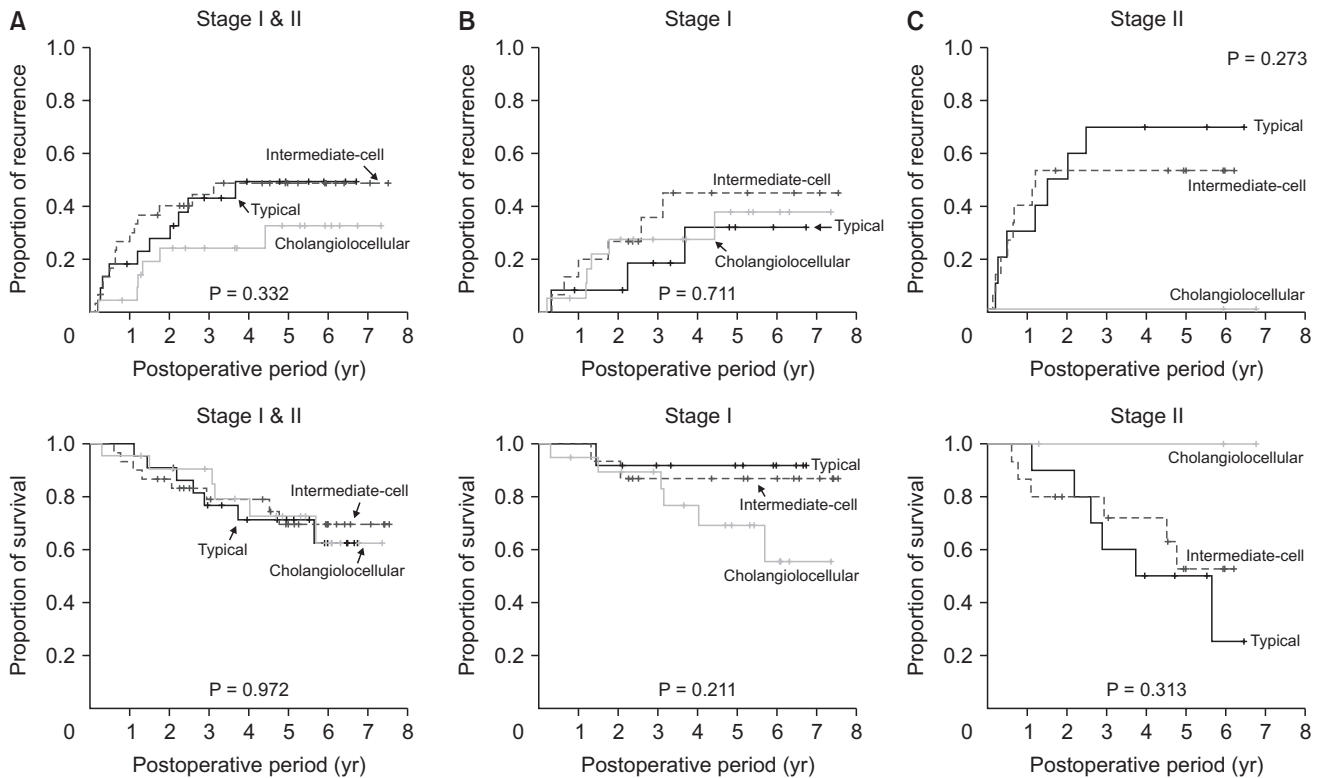 A
Stage I & II
Proportion of recurrence
1.0
0.8
0.6
0.4
0.2
0
Intermediate-cell
Typical
Cholangiolocellular
P = 0.332
1 2 3 4 5 6 7 8
Postoperative period (yr)
B
Stage I
Proportion of recurrence
1.0
0.8
0.6
0.4
0.2
0
Intermediate-cell
Typical
Cholangiolocellular
P = 0.711
1 2 3 4 5 6 7 8
Postoperative period (yr)
C
Stage II
Proportion of recurrence
1.0
0.8
0.6
0.4
0.2
0
P = 0.273
Typical
Intermediate-cell
Cholangiolocellular
1 2 3 4 5 6 7 8
Postoperative period (yr)
Stage I & II
Proportion of survival
1.0
0.8
0.6
0.4
0.2
0
Intermediate-cell
Typical
Cholangiolocellular
P = 0.972
1 2 3 4 5 6 7 8
Postoperative period (yr)
Stage I
Proportion of survival
1.0
0.8
0.6
0.4
0.2
0
Typical
Intermediate-cell
Cholangiolocellular
P = 0.211
1 2 3 4 5 6 7 8
Postoperative period (yr)
Stage II
Proportion of survival
1.0
0.8
0.6
0.4
0.2
0
Cholangiolocellular
Intermediate-cell
Typical
P = 0.313
1 2 3 4 5 6 7 8
Postoperative period (yr)